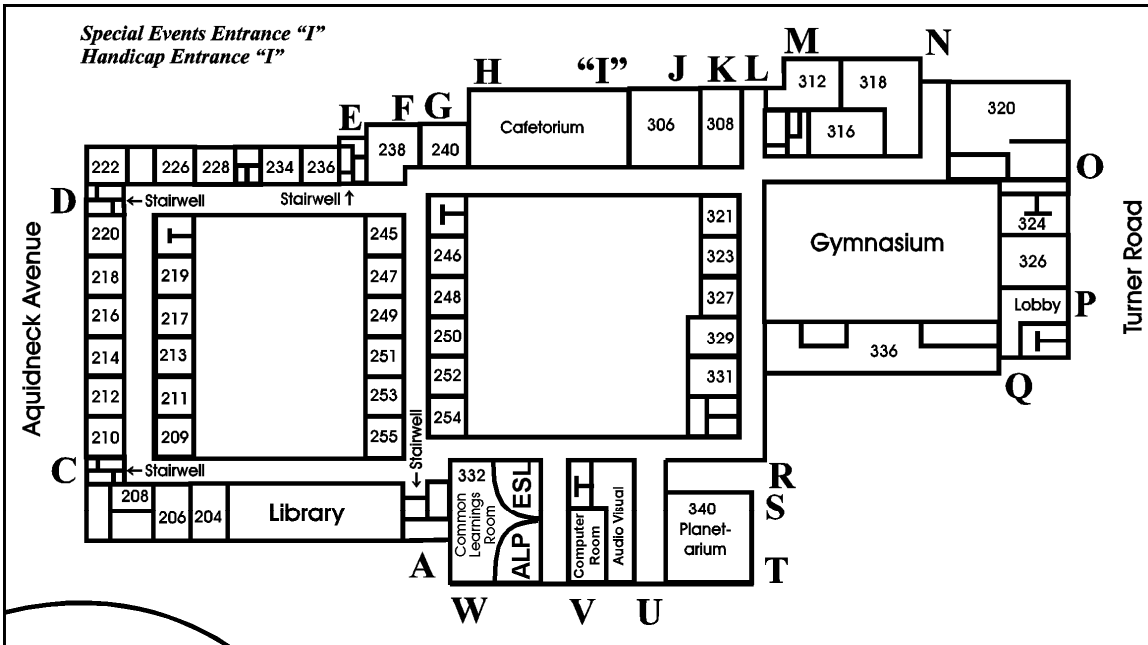 Special Events Entrance “I”
Handicap Entrance “I”
H
“I”
J
K
L
M
N
E
F
G
312
318
320
316
238
240
Cafetorium
306
308
222
226
228
234
236
O
D
←Stairwell
Stairwell↑
220
218
216
214
212
210
219
217
213
211
209
245
247
249
251
253
255
246
248
250
252
254
321
323
327
329
331
Gymnasium
324
326
Lobby
P
336
Q
Aquidneck Avenue
Turner Road
C
←Stairwell
←Stairwell
208
206
204
Library
332
Common
Learnings
Room
ESL
ALP
Computer
Room
Audio Visual
340
Planet-
arium
R
S
T
A
W
V
U